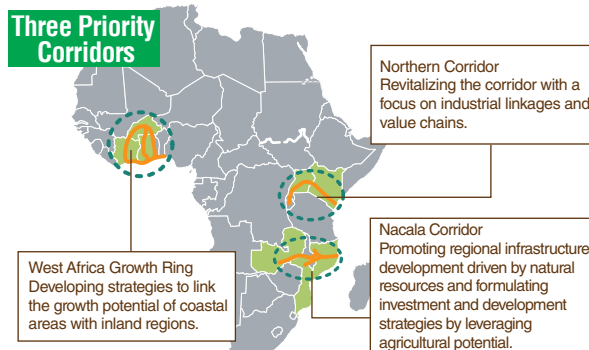 Three Priority
Corridors
Northern Corridor
Revitalizing the corridor with a
focus on industrial linkages and
value chains.
West Africa Growth Ring
Developing strategies to link
the growth potential of coastal
areas with inland regions.
Nacala Corridor
Promoting regional infrastructure
development driven by natural
resources and formulating
investment and development
strategies by leveraging
agricultural potential.